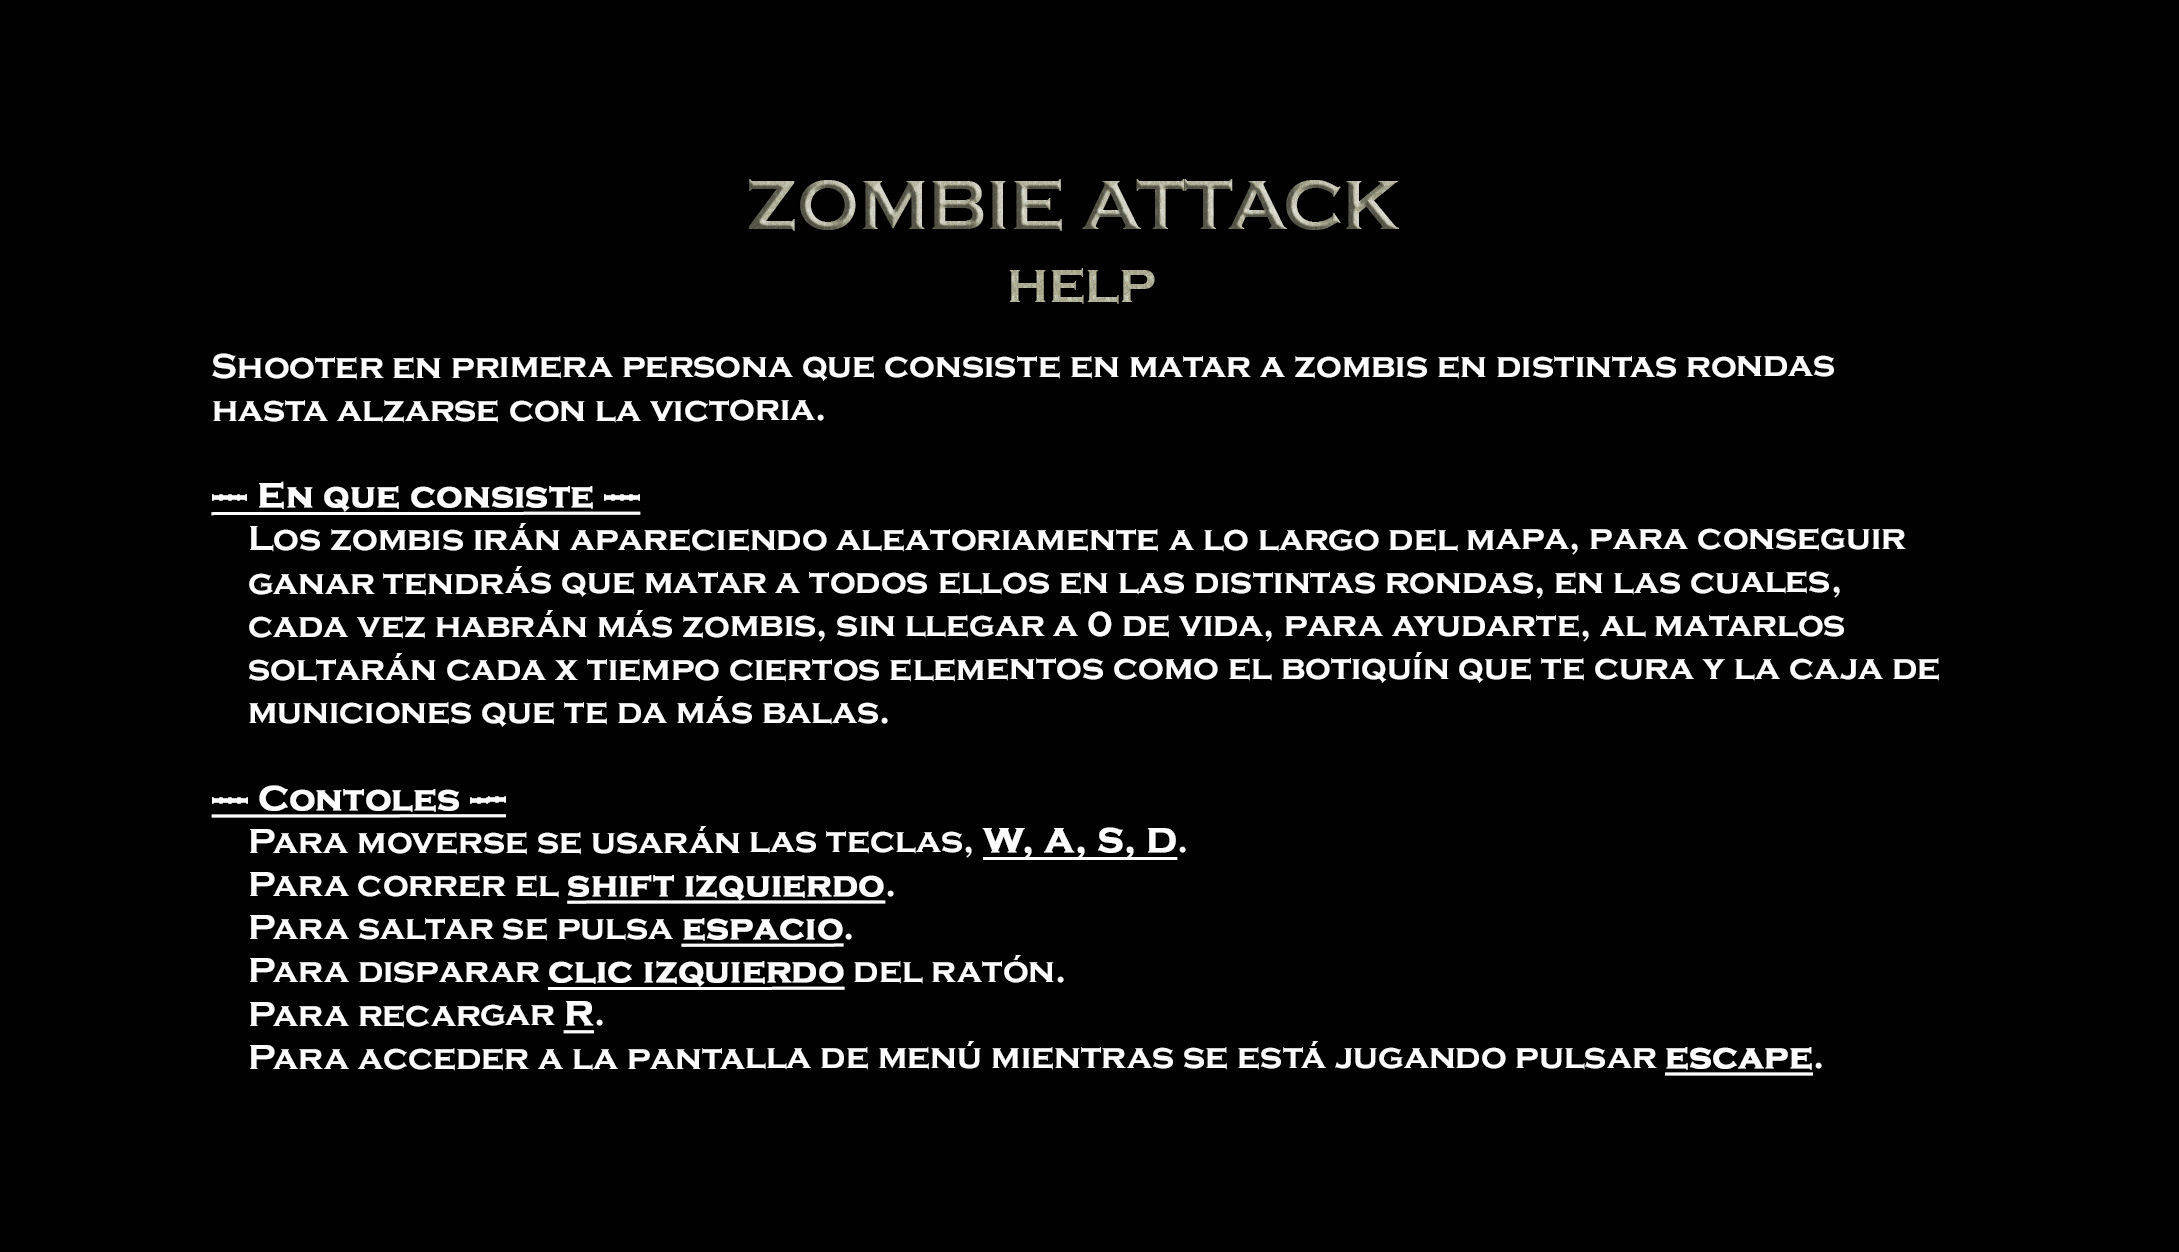 ZOMBIE ATTACK
HELP
Shooter en primera persona que consiste en matar a zombis en distintas rondas
hasta alzarse con la victoria.
---- En que consiste ----
Los zombis irán apareciendo aleatoriamente a lo largo del mapa, para conseguir
ganar tendrás que matar a todos ellos en las distintas rondas, en las cuales,
cada vez habrán más zombis, sin llegar a 0 de vida, para ayudarte, al matarlos
soltarán cada x tiempo ciertos elementos como el botiquín que te cura y la caja de
municiones que te da más balas.
---- Contoles ----
Para moverse se usarán las teclas, W, A, S, D.
Para correr el shift izquierdo.
Para saltar se pulsa espacio.
Para disparar clic izquierdo del ratón.
Para recargar R.
Para acceder a la pantalla de menú mientras se está jugando pulsar escape.